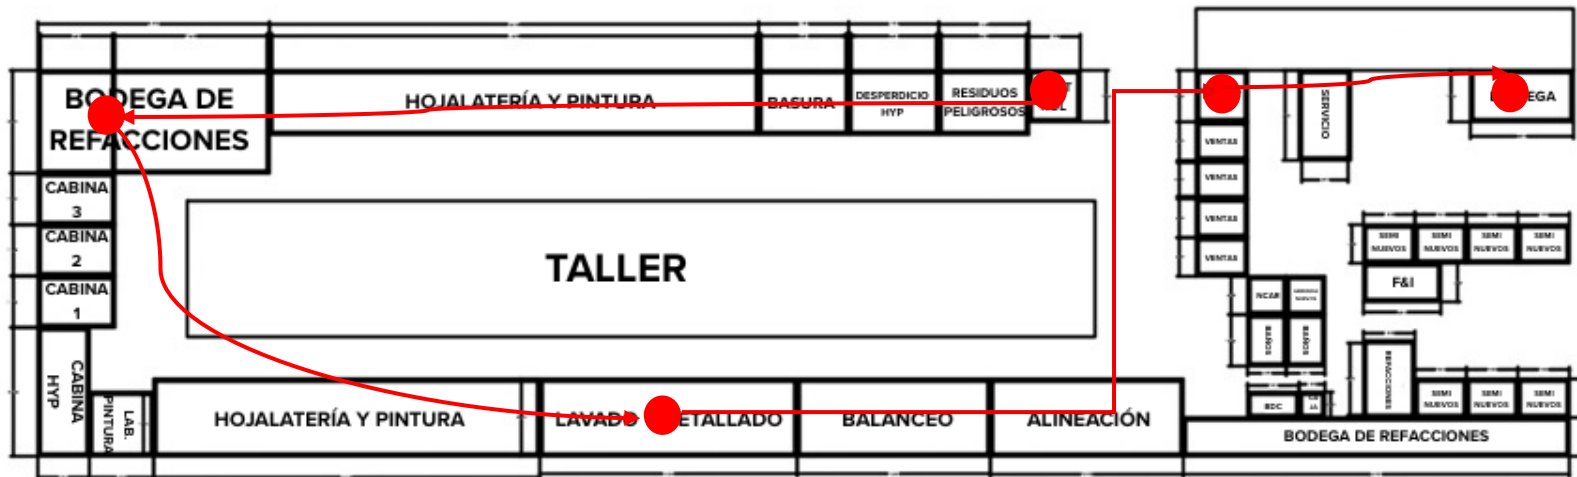 BODEGA DE
REFACCIONES
HOJALATERÍA Y PINTURA
BASURA
DESPERDICIO
HYP
RESIDUOS
PELIGROSOS
CABINA
3
CABINA
2
CABINA
1
CABINA
HYP
LAB.
PINTURA
TALLER
HOJALATERÍA Y PINTURA
LAVADO
ETALLADO
BALANCEO
ALINEACIÓN
VENTAS
VENTAS
VENTAS
VENTAS
SERVICIO
EGA
SEMI
NUEVOS
SEMI
NUEVOS
SEMI
NUEVOS
SEMI
NUEVOS
F&I
NCAR
BAÑOS
BAÑOS
BDC
REFACCIONES
SEMI
NUEVOS
SEMI
NUEVOS
SEMI
NUEVOS
BODEGA DE REFACCIONES